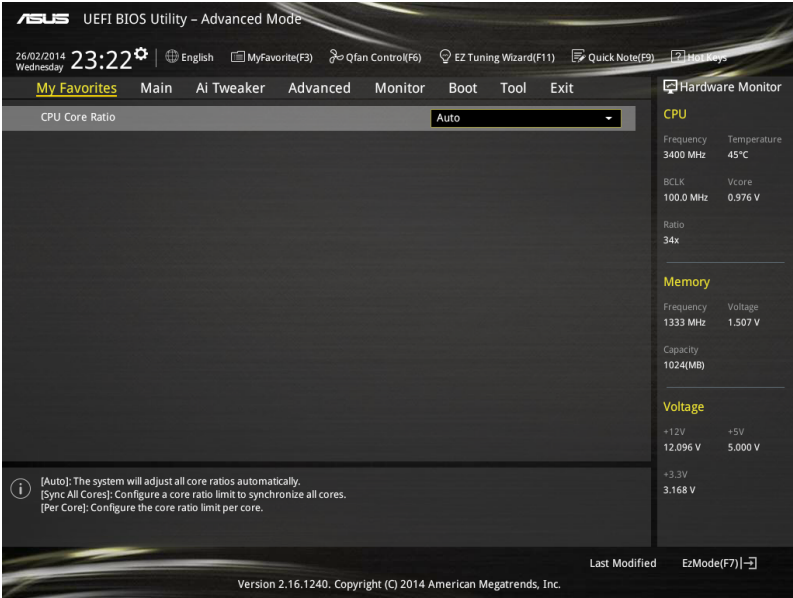 ASUS UEFI BIOS Utility – Advanced Mode
26/02/2014
Wednesday
23:22
English
MyFavorite(F3)
Qfan Control(F6)
EZ Tuning Wizard(F11)
Quick Note(F9)
? Hot Keys
My Favorites Main Ai Tweaker Advanced Monitor Boot Tool Exit
CPU Core Ratio
Auto
[Auto]: The system will adjust all core ratios automatically.
[Sync All Cores]: Configure a core ratio limit to synchronize all cores.
[Per Core]: Configure the core ratio limit per core.
Hardware Monitor
CPU
Frequency Temperature
3400 MHz 45°C
BCLK Vcore
100.0 MHz 0.976 V
Ratio
34x
Memory
Frequency Voltage
1333 MHz 1.507 V
Capacity
1024(MB)
Voltage
+12V +5V
12.096 V 5.000 V
+3.3V
3.168 V
Last Modified
EzMode(F7)
Version 2.16.1240. Copyright (C) 2014 American Megatrends, Inc.